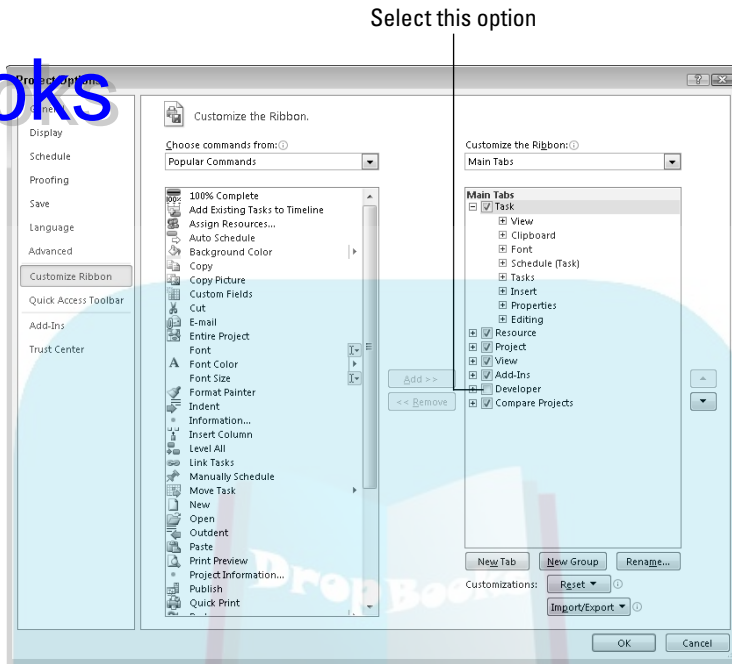 Select this option
oks
Project Options
General
Display
Schedule
Proofing
Save
Language
Advanced
Customize Ribbon
Quick Access Toolbar
Add-Ins
Trust Center
Customize the Ribbon.
Choose commands from:
Popular Commands
100% Complete
Add Existing Tasks to Timeline
Assign Resources...
Auto Schedule
Background Color
Copy
Copy Picture
Custom Fields
Cut
E-mail
Entire Project
Font
Font Color
Font Size
Format Painter
Indent
Information...
Insert Column
Level All
Link Tasks
Manually Schedule
Move Task
New
Open
Outdent
Paste
Print Preview
Project Information...
Publish
Quick Print
Add >>
<< Remove
Customize the Ribbon:
Main Tabs
Main Tabs
Task
View
Clipboard
Font
Schedule (Task)
Tasks
Insert
Properties
Editing
Resource
Project
View
Add-Ins
Developer
Compare Projects
New Tab
New Group
Rename...
Customizations:
Reset
Import/Export
OK
Cancel
Drop Books